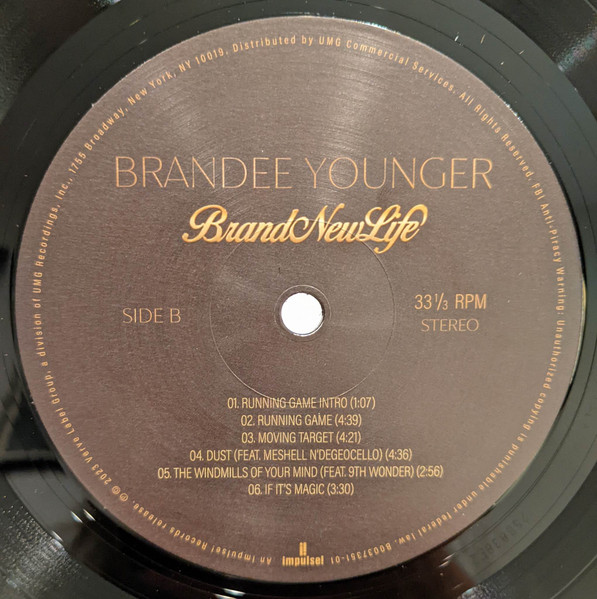 BRANDEE YOUNGER
Brand New Life
SIDE B
33 1/3 RPM
STEREO
01. RUNNING GAME INTRO (1:07)
02. RUNNING GAME (4:39)
03. MOVING TARGET (4:21)
04. DUST (FEAT. MESHELL N'DEGEOCELLO) (4:36)
05. THE WINDMILLS OF YOUR MIND (FEAT. 9TH WONDER) (2:56)
06. IF IT'S MAGIC (3:30)
impulse!
An Impulse! Records release ℗ © 2023 Verve Label Group, a division of UMG Recordings, Inc., 1755 Broadway, New York, NY 10019. Distributed by UMG Commercial Services. All Rights Reserved. FBI Anti-Piracy Warning: Unauthorized copying is punishable under federal law. B0037351-01